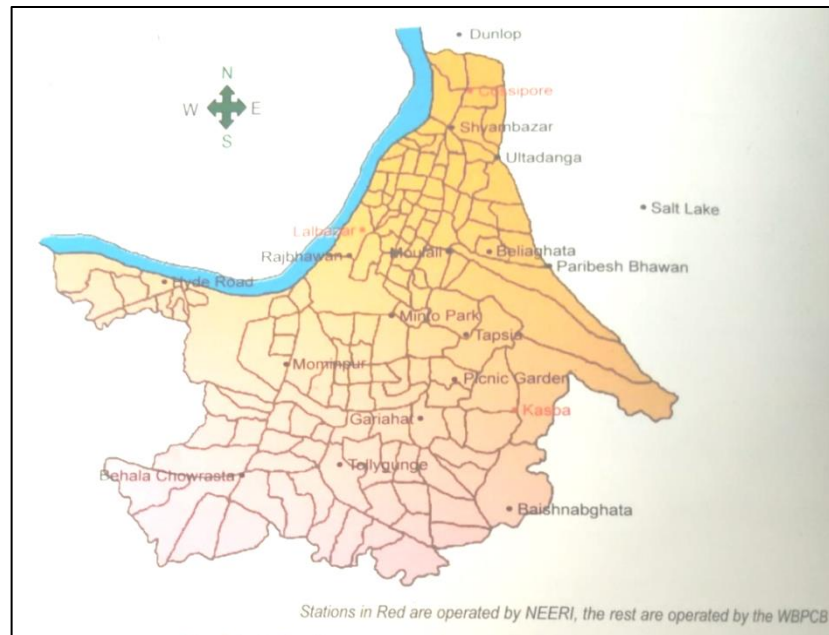 Dunlop
N
W E
S
Cossipore
Shyambazar
Ultadanga
Salt Lake
Lalbazar
Rajbhawan
Moulali
Beliaghata
Paribesh Bhawan
Hyde Road
Minto Park
Tapsia
Mominpur
Picnic Garden
Kasba
Gariahat
Tollygunge
Behala Chowrasta
Baishnabghata
Stations in Red are operated by NEERI, the rest are operated by the WBPCB